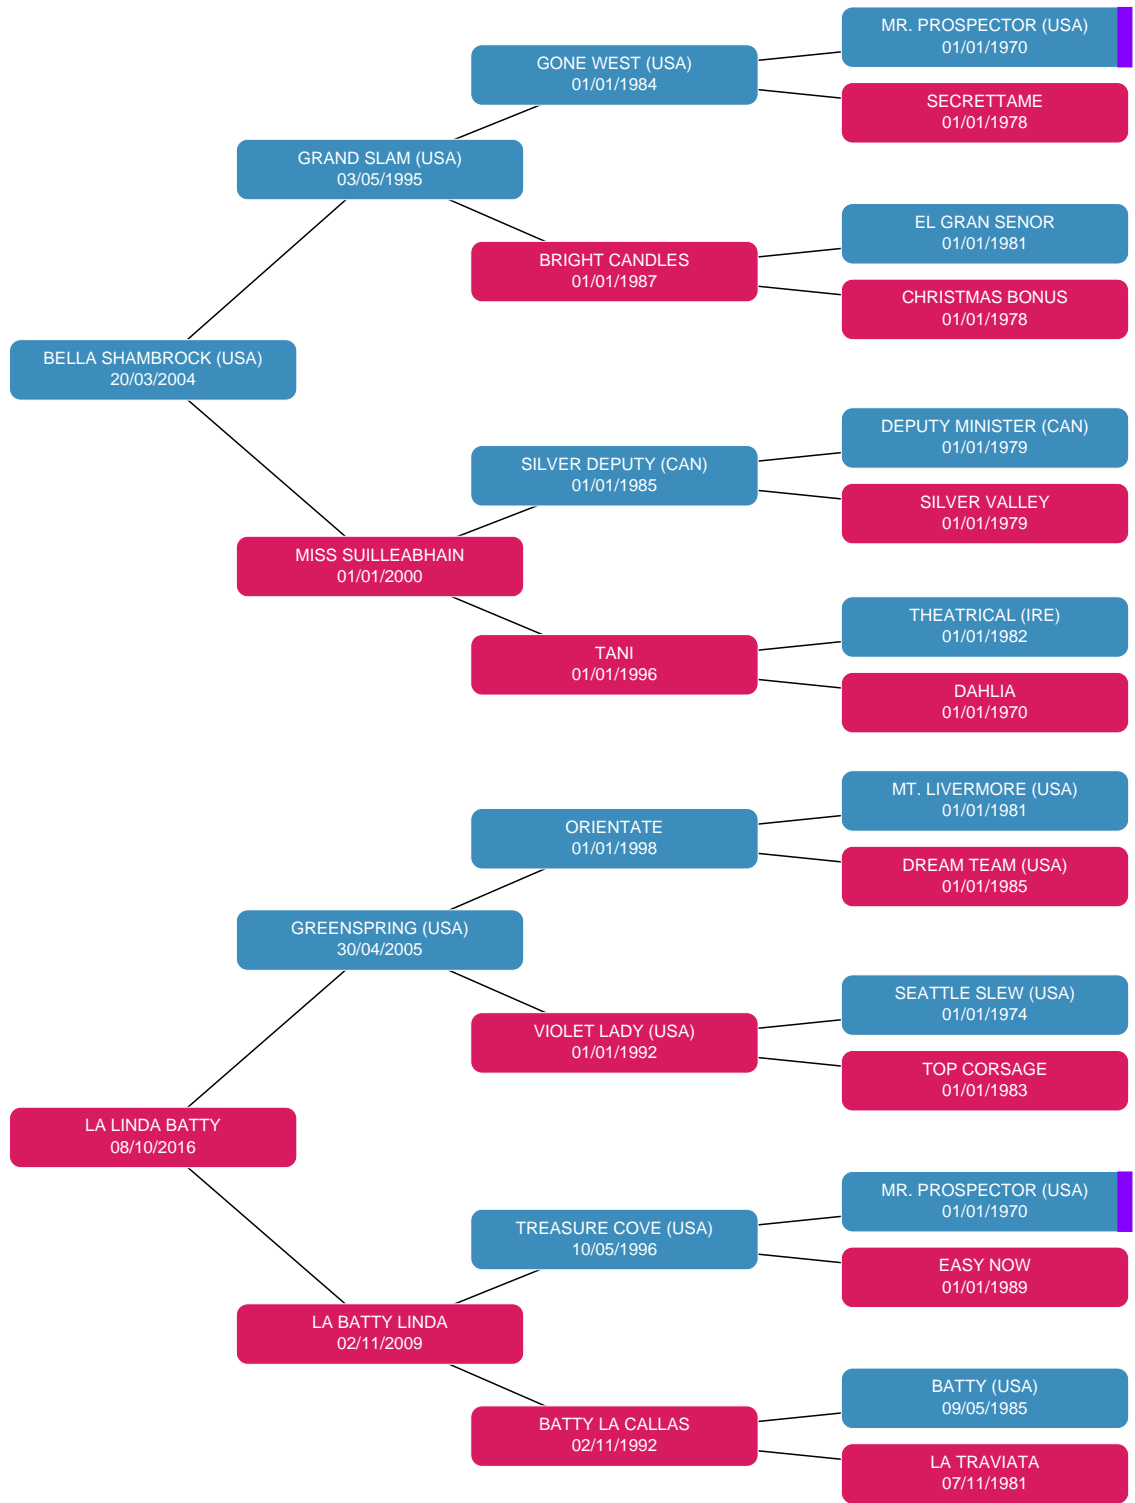 MR. PROSPECTOR (USA)
01/01/1970
GONE WEST (USA)
01/01/1984
SECRETTAME
01/01/1978
GRAND SLAM (USA)
03/05/1995
EL GRAN SENOR
01/01/1981
BRIGHT CANDLES
01/01/1987
CHRISTMAS BONUS
01/01/1978
BELLA SHAMBROCK (USA)
20/03/2004
DEPUTY MINISTER (CAN)
01/01/1979
SILVER DEPUTY (CAN)
01/01/1985
SILVER VALLEY
01/01/1979
MISS SUILLEABHAIN
01/01/2000
THEATRICAL (IRE)
01/01/1982
TANI
01/01/1996
DAHLIA
01/01/1970
MT. LIVERMORE (USA)
01/01/1981
ORIENTATE
01/01/1998
DREAM TEAM (USA)
01/01/1985
GREENSPRING (USA)
30/04/2005
SEATTLE SLEW (USA)
01/01/1974
VIOLET LADY (USA)
01/01/1992
TOP CORSAGE
01/01/1983
LA LINDA BATTY
08/10/2016
MR. PROSPECTOR (USA)
01/01/1970
TREASURE COVE (USA)
10/05/1996
EASY NOW
01/01/1989
LA BATTY LINDA
02/11/2009
BATTY (USA)
09/05/1985
BATTY LA CALLAS
02/11/1992
LA TRAVIATA
07/11/1981